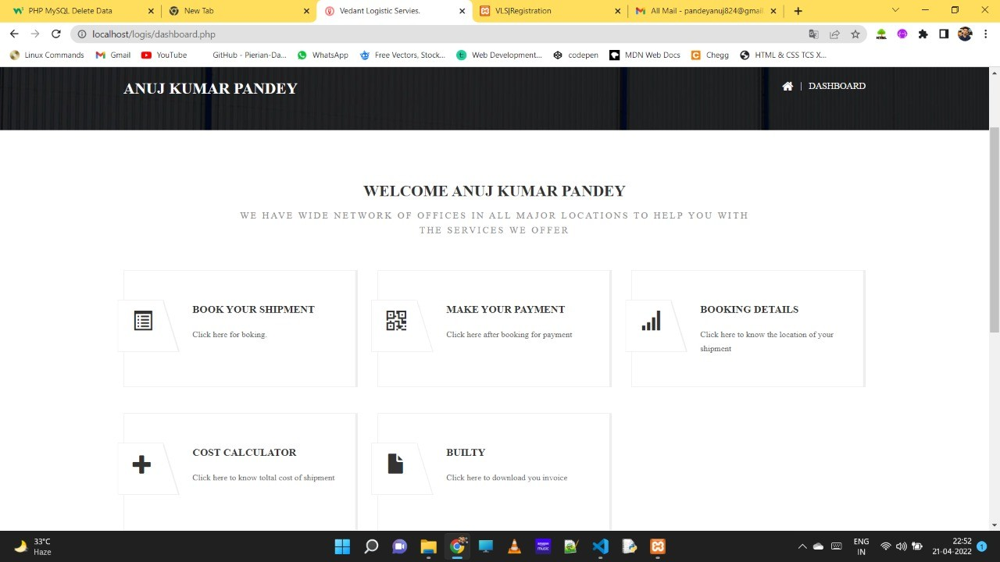 PHP MySQL Delete Data
New Tab
Vedant Logistic Servies.
VLS|Registration
All Mail - pandeyanuj824@gmail
localhost/logis/dashboard.php
Linux Commands
Gmail
YouTube
GitHub - Pierian-Da...
WhatsApp
Free Vectors, Stock...
Web Development...
codepen
MDN Web Docs
Chegg
HTML & CSS TCS X...
ANUJ KUMAR PANDEY
| DASHBOARD
WELCOME ANUJ KUMAR PANDEY
WE HAVE WIDE NETWORK OF OFFICES IN ALL MAJOR LOCATIONS TO HELP YOU WITH
THE SERVICES WE OFFER
BOOK YOUR SHIPMENT
Click here for boking.
MAKE YOUR PAYMENT
Click here after booking for payment
BOOKING DETAILS
Click here to know the location of your
shipment
COST CALCULATOR
Click here to know toltal cost of shipment
BUILTY
Click here to download you invoice
33°C
Haze
ENG
IN
22:52
21-04-2022
1